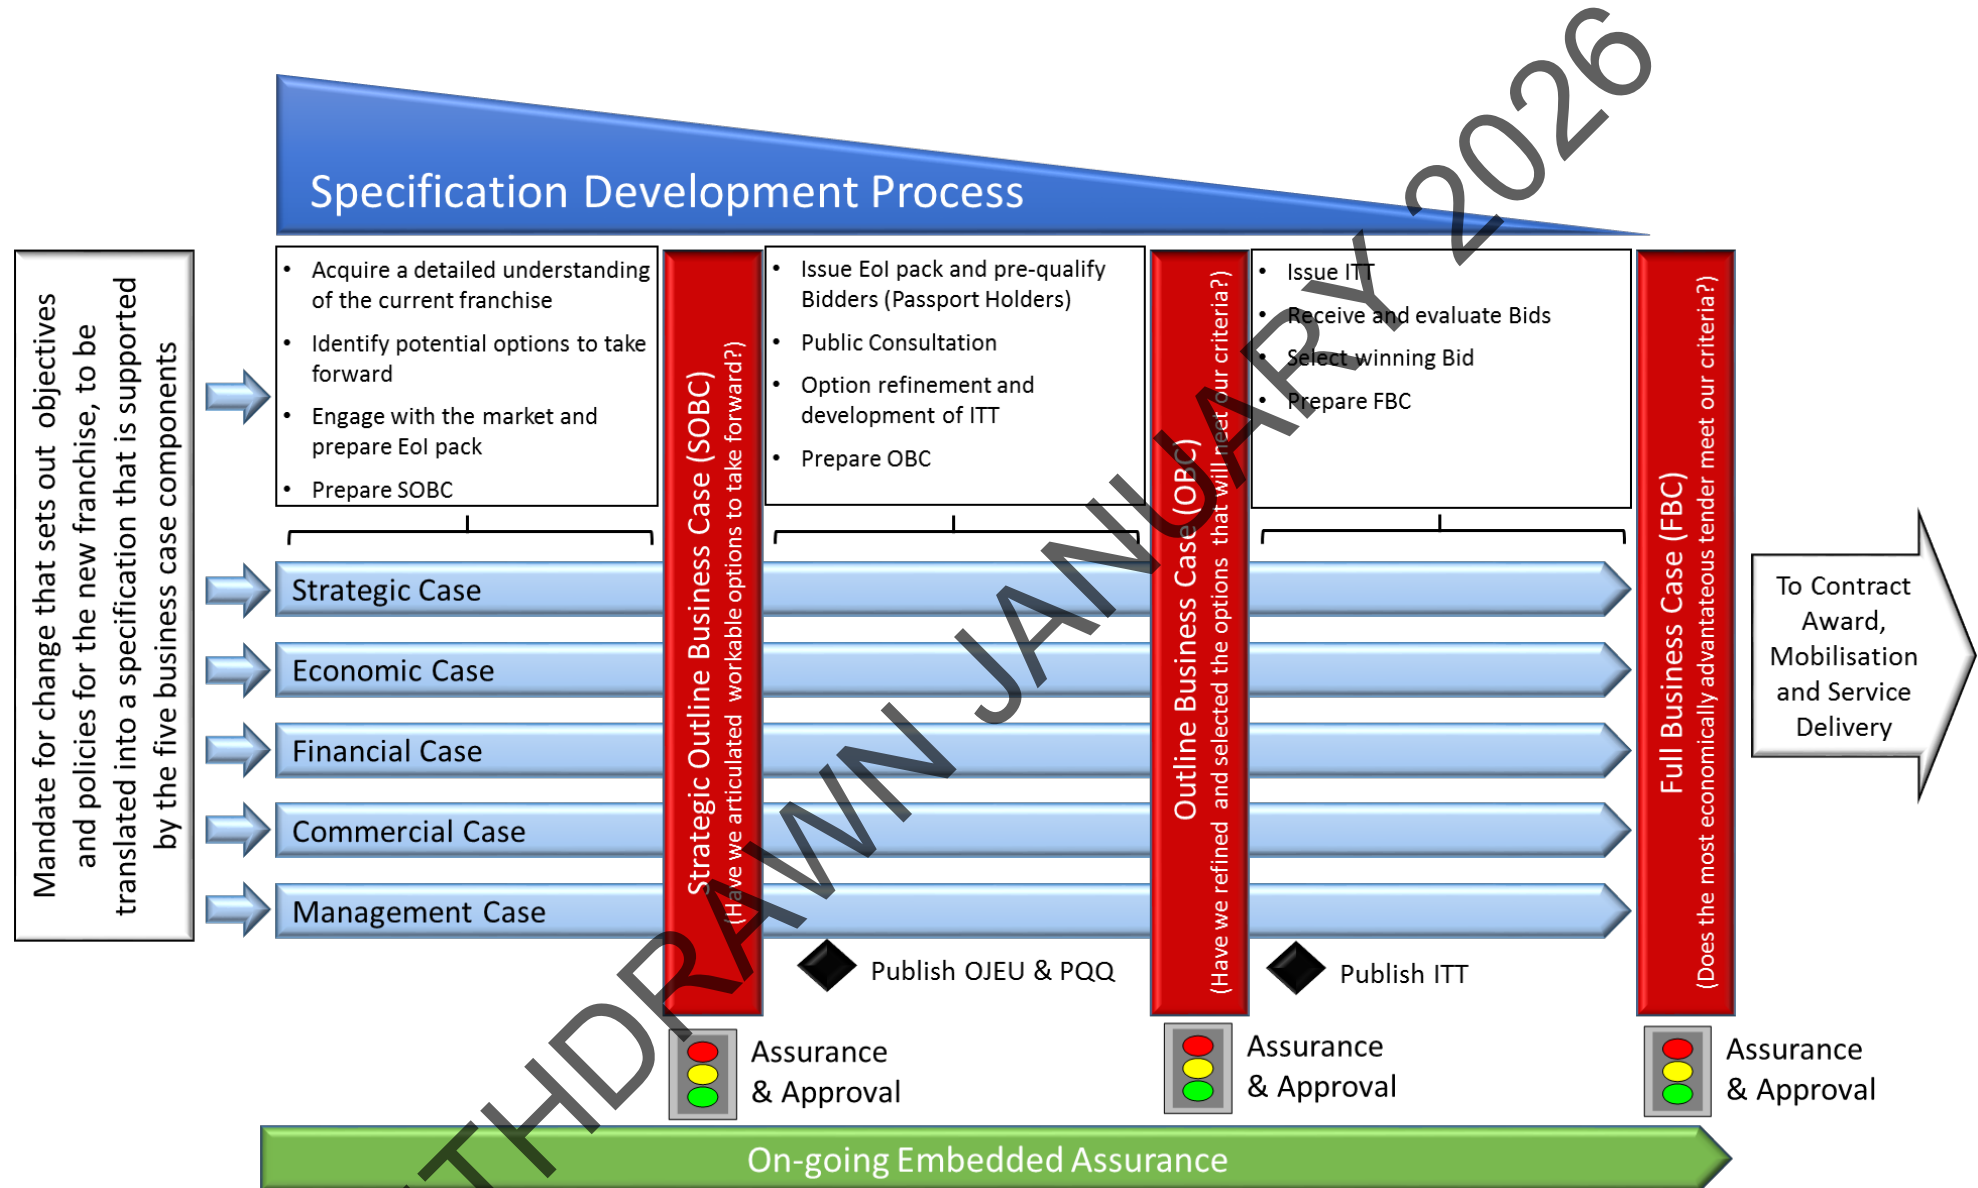 Specification Development Process
Mandate for change that sets out objectives
and policies for the new franchise, to be
translated into a specification that is supported
by the five business case components
• Acquire a detailed understanding
of the current franchise
• Identify potential options to take
forward
• Engage with the market and
prepare EoI pack
• Prepare SOBC
Strategic Outline Business Case (SOBC)
(Have we articulated workable options to take forward?)
• Issue EoI pack and pre-qualify
Bidders (Passport Holders)
• Public Consultation
• Option refinement and
development of ITT
• Prepare OBC
Outline Business Case (OBC)
(Have we refined and selected the options that will meet our criteria?)
• Issue ITT
• Receive and evaluate Bids
• Select winning Bid
• Prepare FBC
Full Business Case (FBC)
(Does the most economically advantateous tender meet our criteria?)
Strategic Case
Economic Case
Financial Case
Commercial Case
Management Case
To Contract
Award,
Mobilisation
and Service
Delivery
Publish OJEU & PQQ
Publish ITT
Assurance
& Approval
Assurance
& Approval
Assurance
& Approval
On-going Embedded Assurance
THDRAWN JANUARY 2026